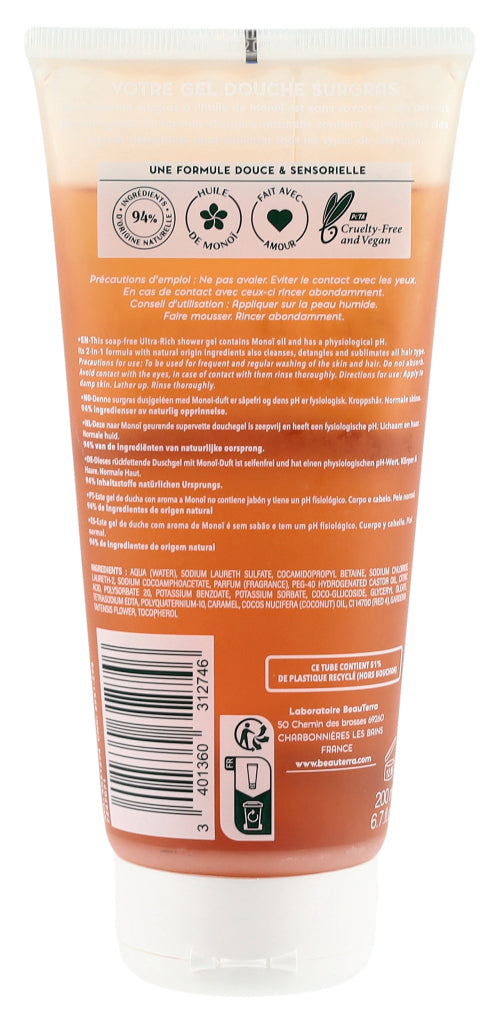 VOTRE GEL DOUCHE SURGRAS
UNE FORMULE DOUCE & SENSORIELLE
INGRÉDIENTS
94%
D'ORIGINE NATURELLE
HUILE
DE MONOÏ
FAIT AVEC
AMOUR
PETA
Cruelty-Free
and Vegan
Précautions d'emploi : Ne pas avaler. Eviter le contact avec les yeux.
En cas de contact avec ceux-ci rincer abondamment.
Conseil d'utilisation : Appliquer sur la peau humide.
Faire mousser. Rincer abondamment.
•EN-This soap-free Ultra-Rich shower gel contains Monoï oil and has a physiological pH.
Its 2-in-1 formula with natural origin ingredients also cleanses, detangles and sublimates all hair type.
Precautions for use: To be used for frequent and regular washing of the skin and hair. Do not absorb.
Avoid contact with the eyes, in case of contact with them rinse thoroughly. Directions for use: Apply to
damp skin. Lather up. Rinse thoroughly.
•NO-Denne surgras dusjgeléen med Monoi-duft er såpefri og dens pH er fysiologisk. Kroppshår. Normale skinn.
94% ingredienser av naturlig opprinnelse.
•NL-Deze naar Monoï geurende supervette douchegel is zeepvrij en heeft een fysiologische pH. Lichaam en haar.
Normale huid.
94% van de ingrediënten van natuurlijke oorsprong.
•DE-Dieses rückfettende Duschgel mit Monoï-Duft ist seifenfrei und hat einen physiologischen pH-Wert. Körper &
Haare. Normale Haut.
94% Inhaltsstoffe natürlichen Ursprungs.
•PT-Este gel de ducha con aroma a Monoï no contiene jabón y tiene un pH fisiológico. Corpo e cabelo. Pele normal
94% de ingredientes de origen natural
•ES-Este gel de duche com aroma de Monoï é sem sabão e tem um pH fisiológico. Cuerpo y cabello. Piel
normal.
94% de ingredientes de origem natural
INGREDIENTS : AQUA (WATER), SODIUM LAURETH SULFATE, COCAMIDOPROPYL BETAINE, SODIUM CHLORIDE,
LAURETH-2, SODIUM COCOAMPHOACETATE, PARFUM (FRAGRANCE), PEG-40 HYDROGENATED CASTOR OIL, CITRIC
ACID, POLYSORBATE 20, POTASSIUM BENZOATE, POTASSIUM SORBATE, COCO-GLUCOSIDE, GLYCERYL OLEATE,
TETRASODIUM EDTA, POLYQUATERNIUM-10, CARAMEL, COCOS NUCIFERA (COCONUT) OIL, CI 14700 (RED 4), GARDENIA
TAITENSIS FLOWER, TOCOPHEROL
CE TUBE CONTIENT 51%
DE PLASTIQUE RECYCLÉ (HORS BOUCHON)
Laboratoire BeauTerra
50 Chemin des brosses 69260
CHARBONNIÈRES LES BAINS
FRANCE
www.beauterra.com
FR
3 401360 312746
200
6.7